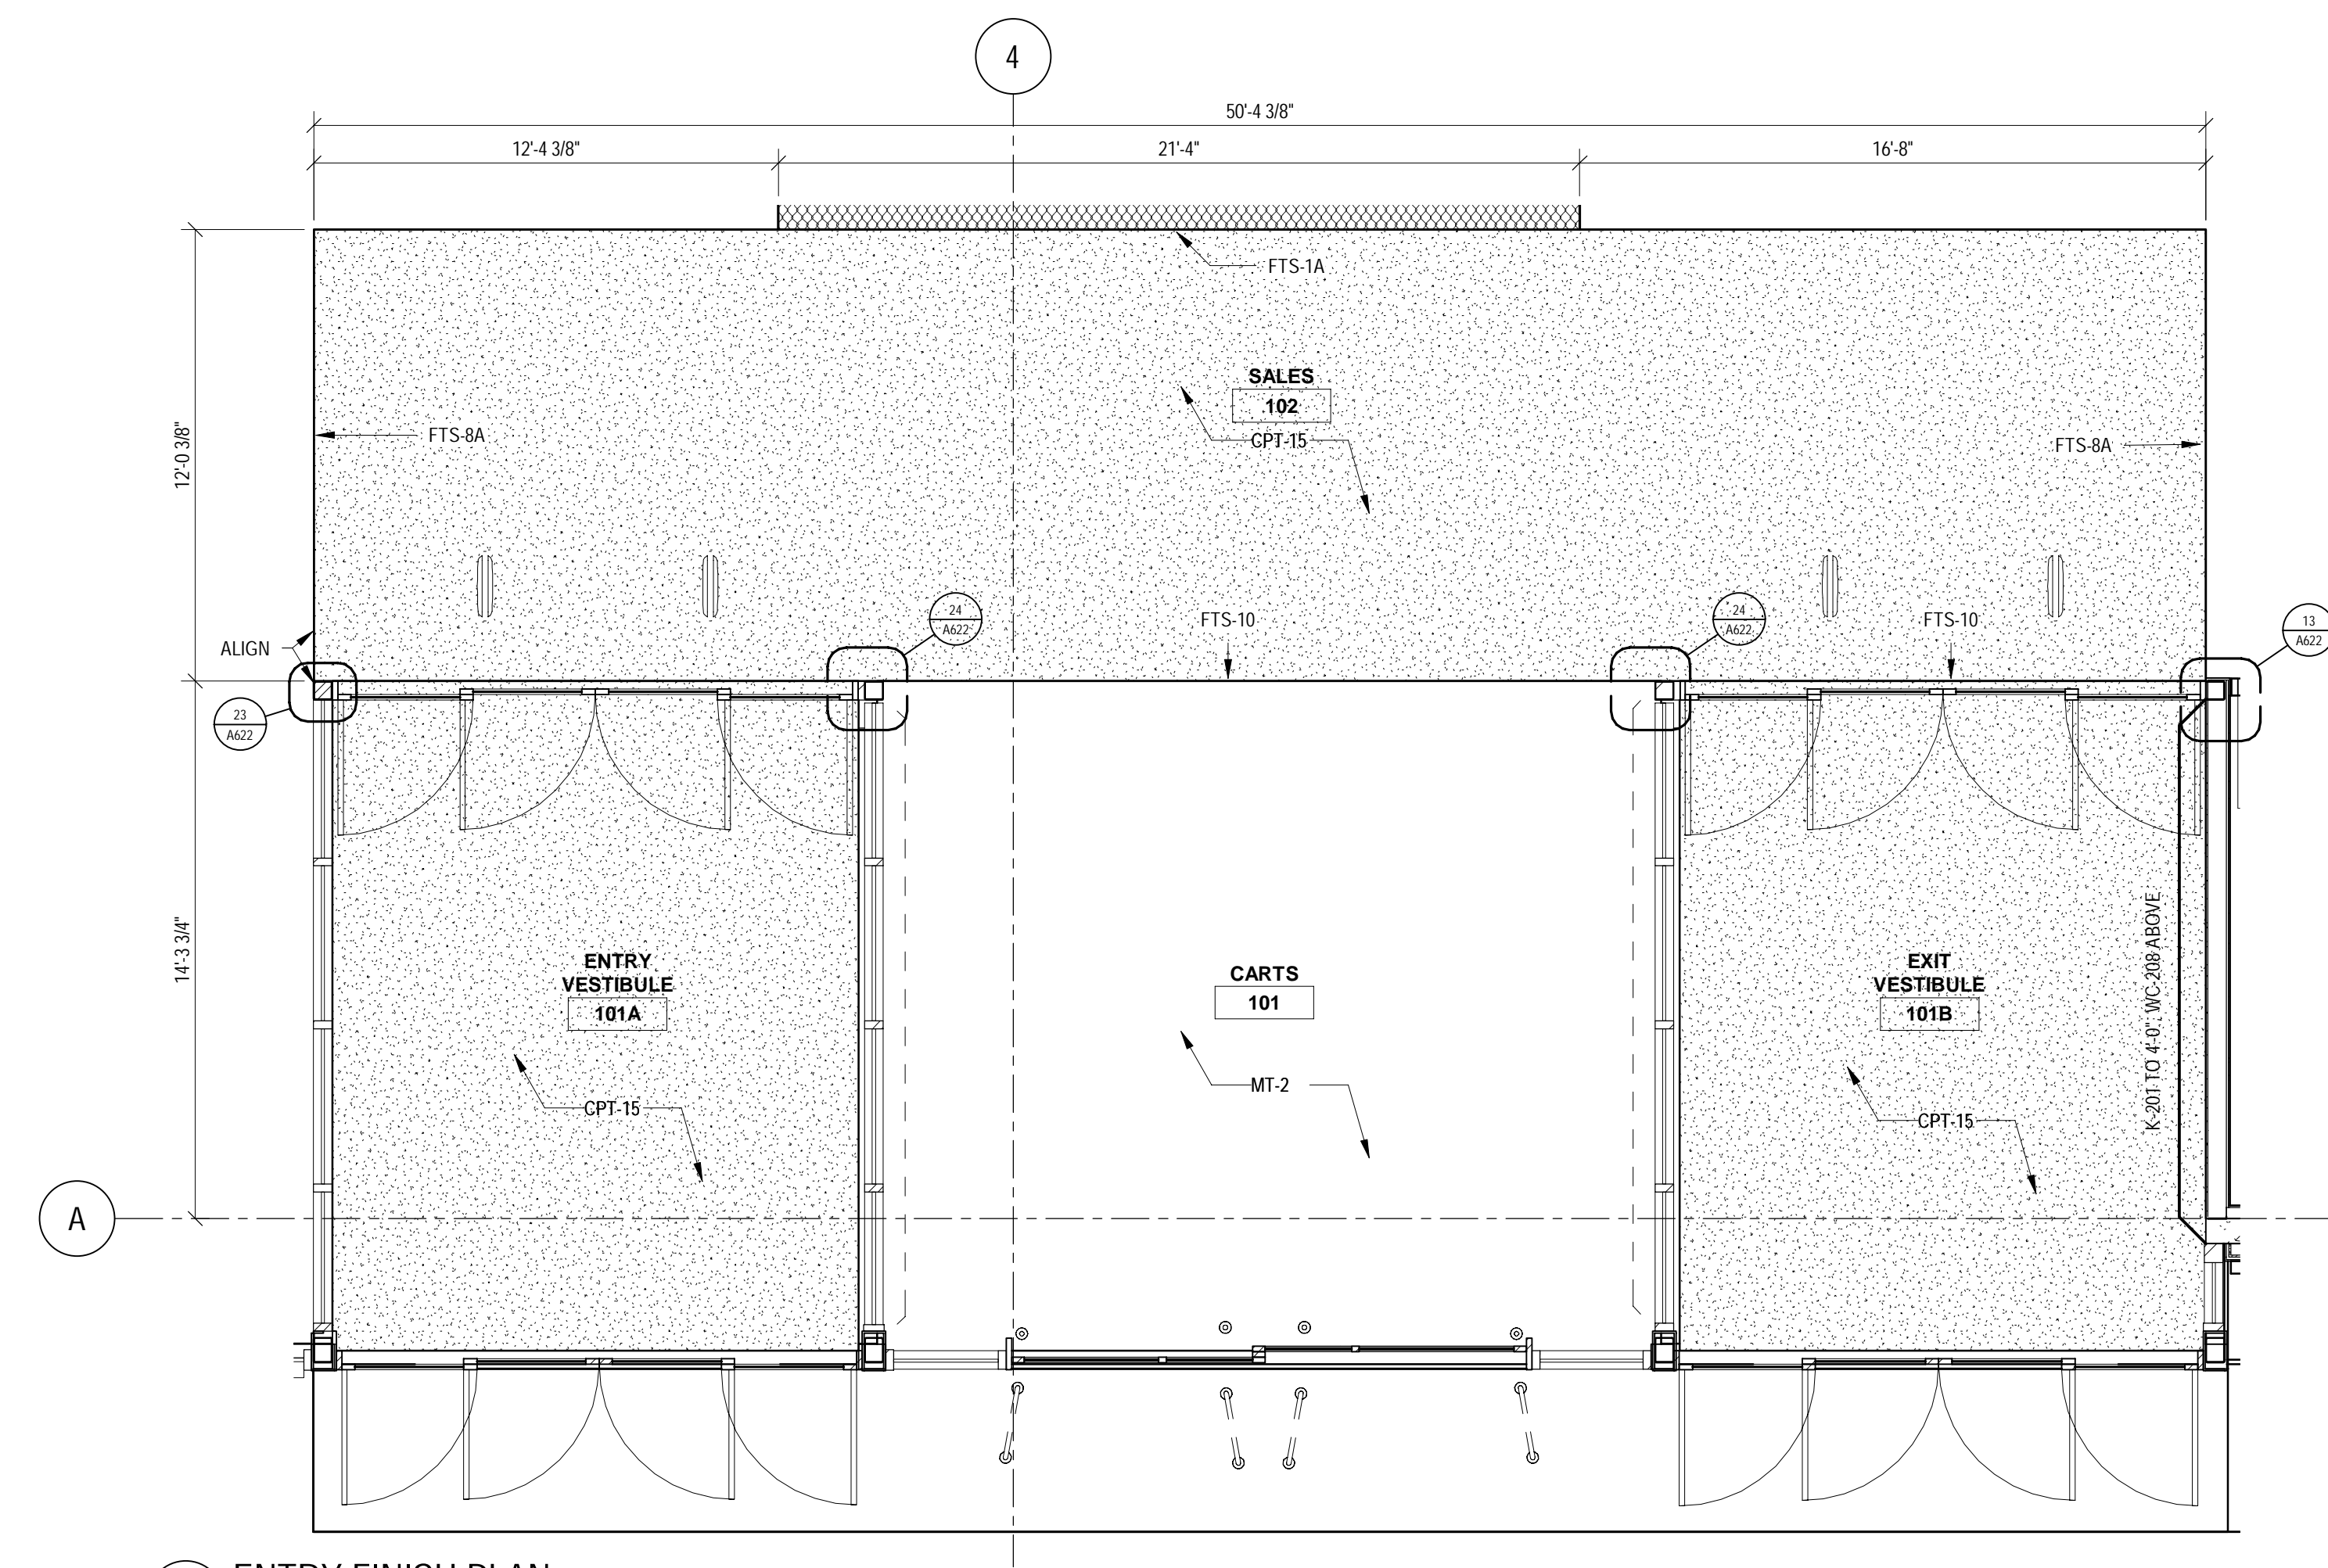 4
50'-4 3/8"
12'-4 3/8"
21'-4"
16'-8"
FTS-1A
SALES
102
CPT-15
FTS-8A
FTS-8A
12'-0 3/8"
24
A622
24
A622
13
A622
FTS-10
FTS-10
ALIGN
23
A622
14'-3 3/4"
K-201 TO 4'-0". WC-208 ABOVE
ENTRY
VESTIBULE
101A
CARTS
101
EXIT
VESTIBULE
101B
MT-2
CPT-15
CPT-15
A
ENTRY FINISH PLAN